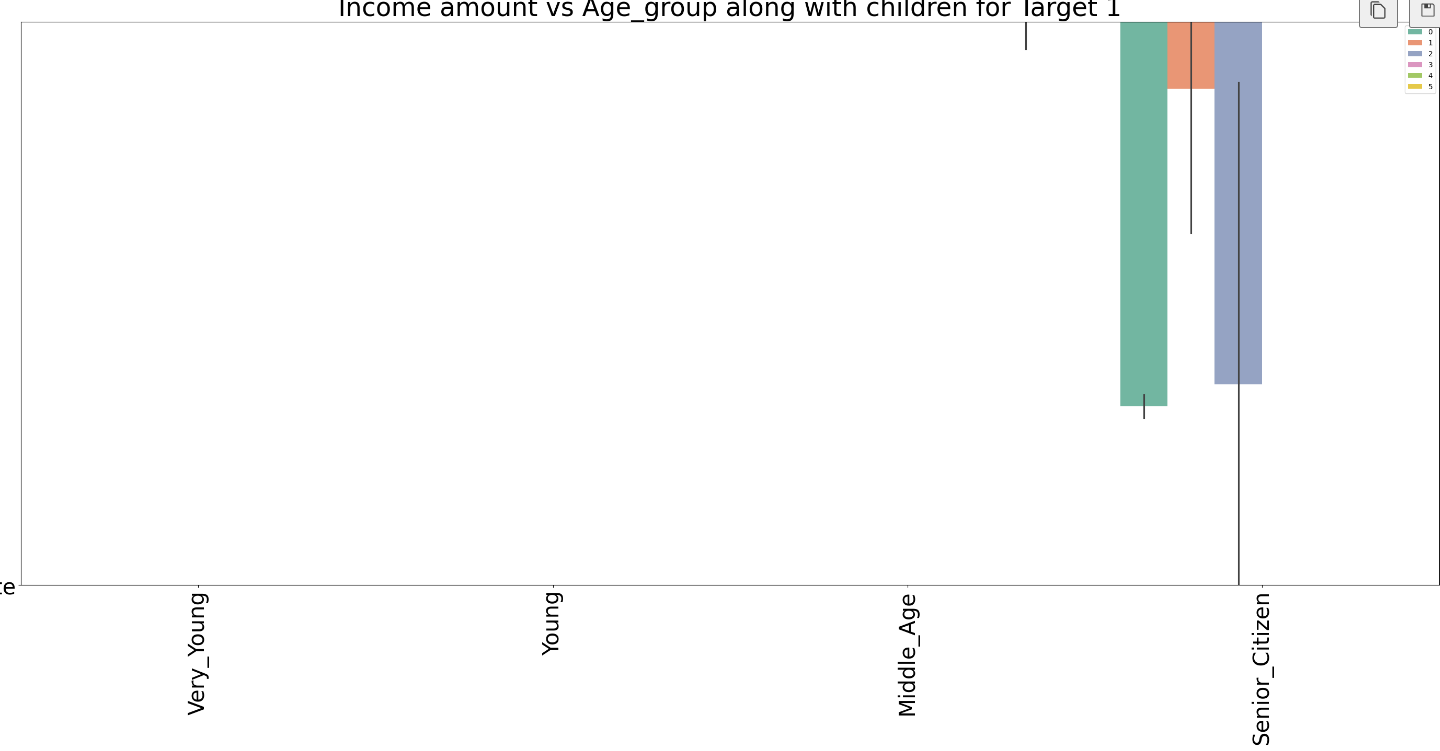 Income amount vs Age_group along with children for Target 1
0
1
2
3
4
5
Very_Young
Young
Middle_Age
Senior_Citizen